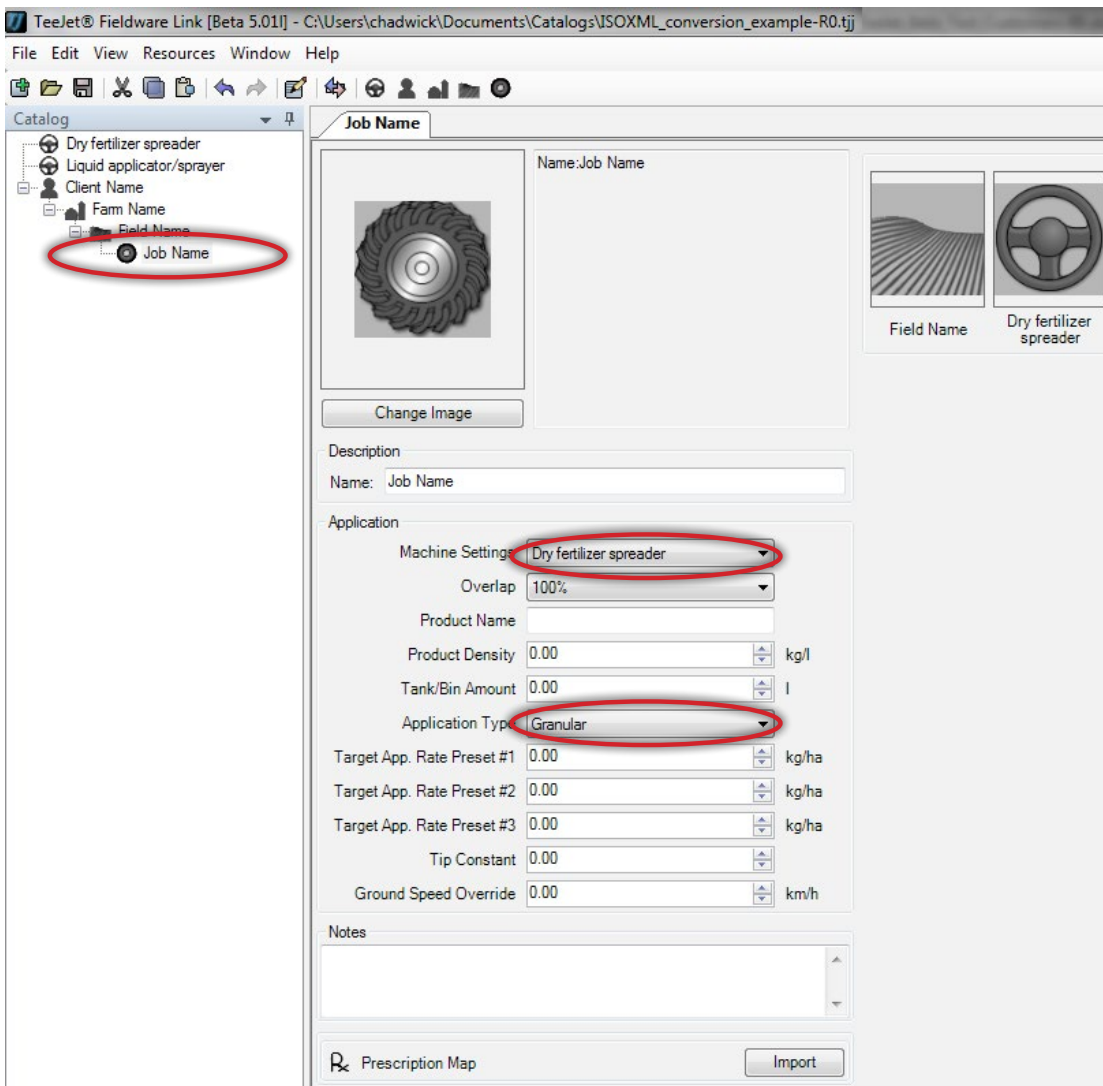 TeeJet® Fieldware Link [Beta 5.01l] - C:\Users\chadwick\Documents\Catalogs\ISOXML_conversion_example-R0.tjj
File Edit View Resources Window Help
Catalog
Dry fertilizer spreader
Liquid applicator/sprayer
Client Name
Farm Name
Field Name
Job Name
Job Name
Name:Job Name
Change Image
Field Name
Dry fertilizer
spreader
Description
Name: Job Name
Application
Machine Settings Dry fertilizer spreader
Overlap 100%
Product Name
Product Density 0.00 kg/l
Tank/Bin Amount 0.00 l
Application Type Granular
Target App. Rate Preset #1 0.00 kg/ha
Target App. Rate Preset #2 0.00 kg/ha
Target App. Rate Preset #3 0.00 kg/ha
Tip Constant 0.00
Ground Speed Override 0.00 km/h
Notes
Rx Prescription Map Import